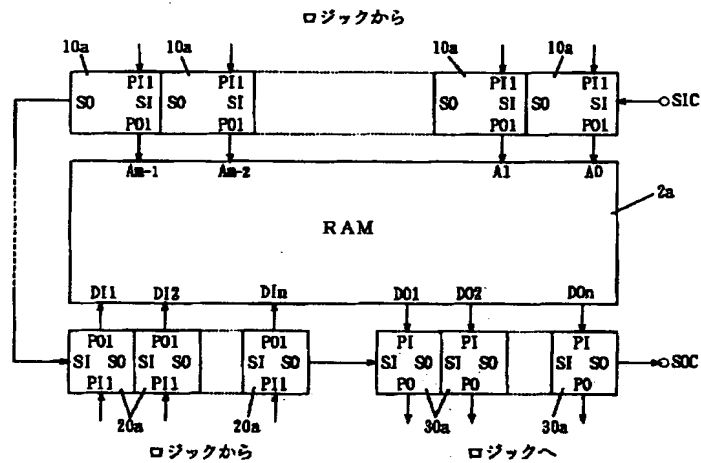 ロジックから
10a 10a 10a 10a
PI1 PI1 PI1 PI1
SO SI SO SI SO SI SO SI SIC
PO1 PO1 PO1 PO1
Am-1 Am-2 A1 A0
2a
RAM
DI1 DI2 DIn DO1 DO2 DOn
PO1 PO1 PO1 PI PI PI
SI SO SI SO SI SO SI SO SI SO SI SO SOC
PI1 PI1 PI1 PO PO PO
20a 20a 30a 30a
ロジックから ロジックへ